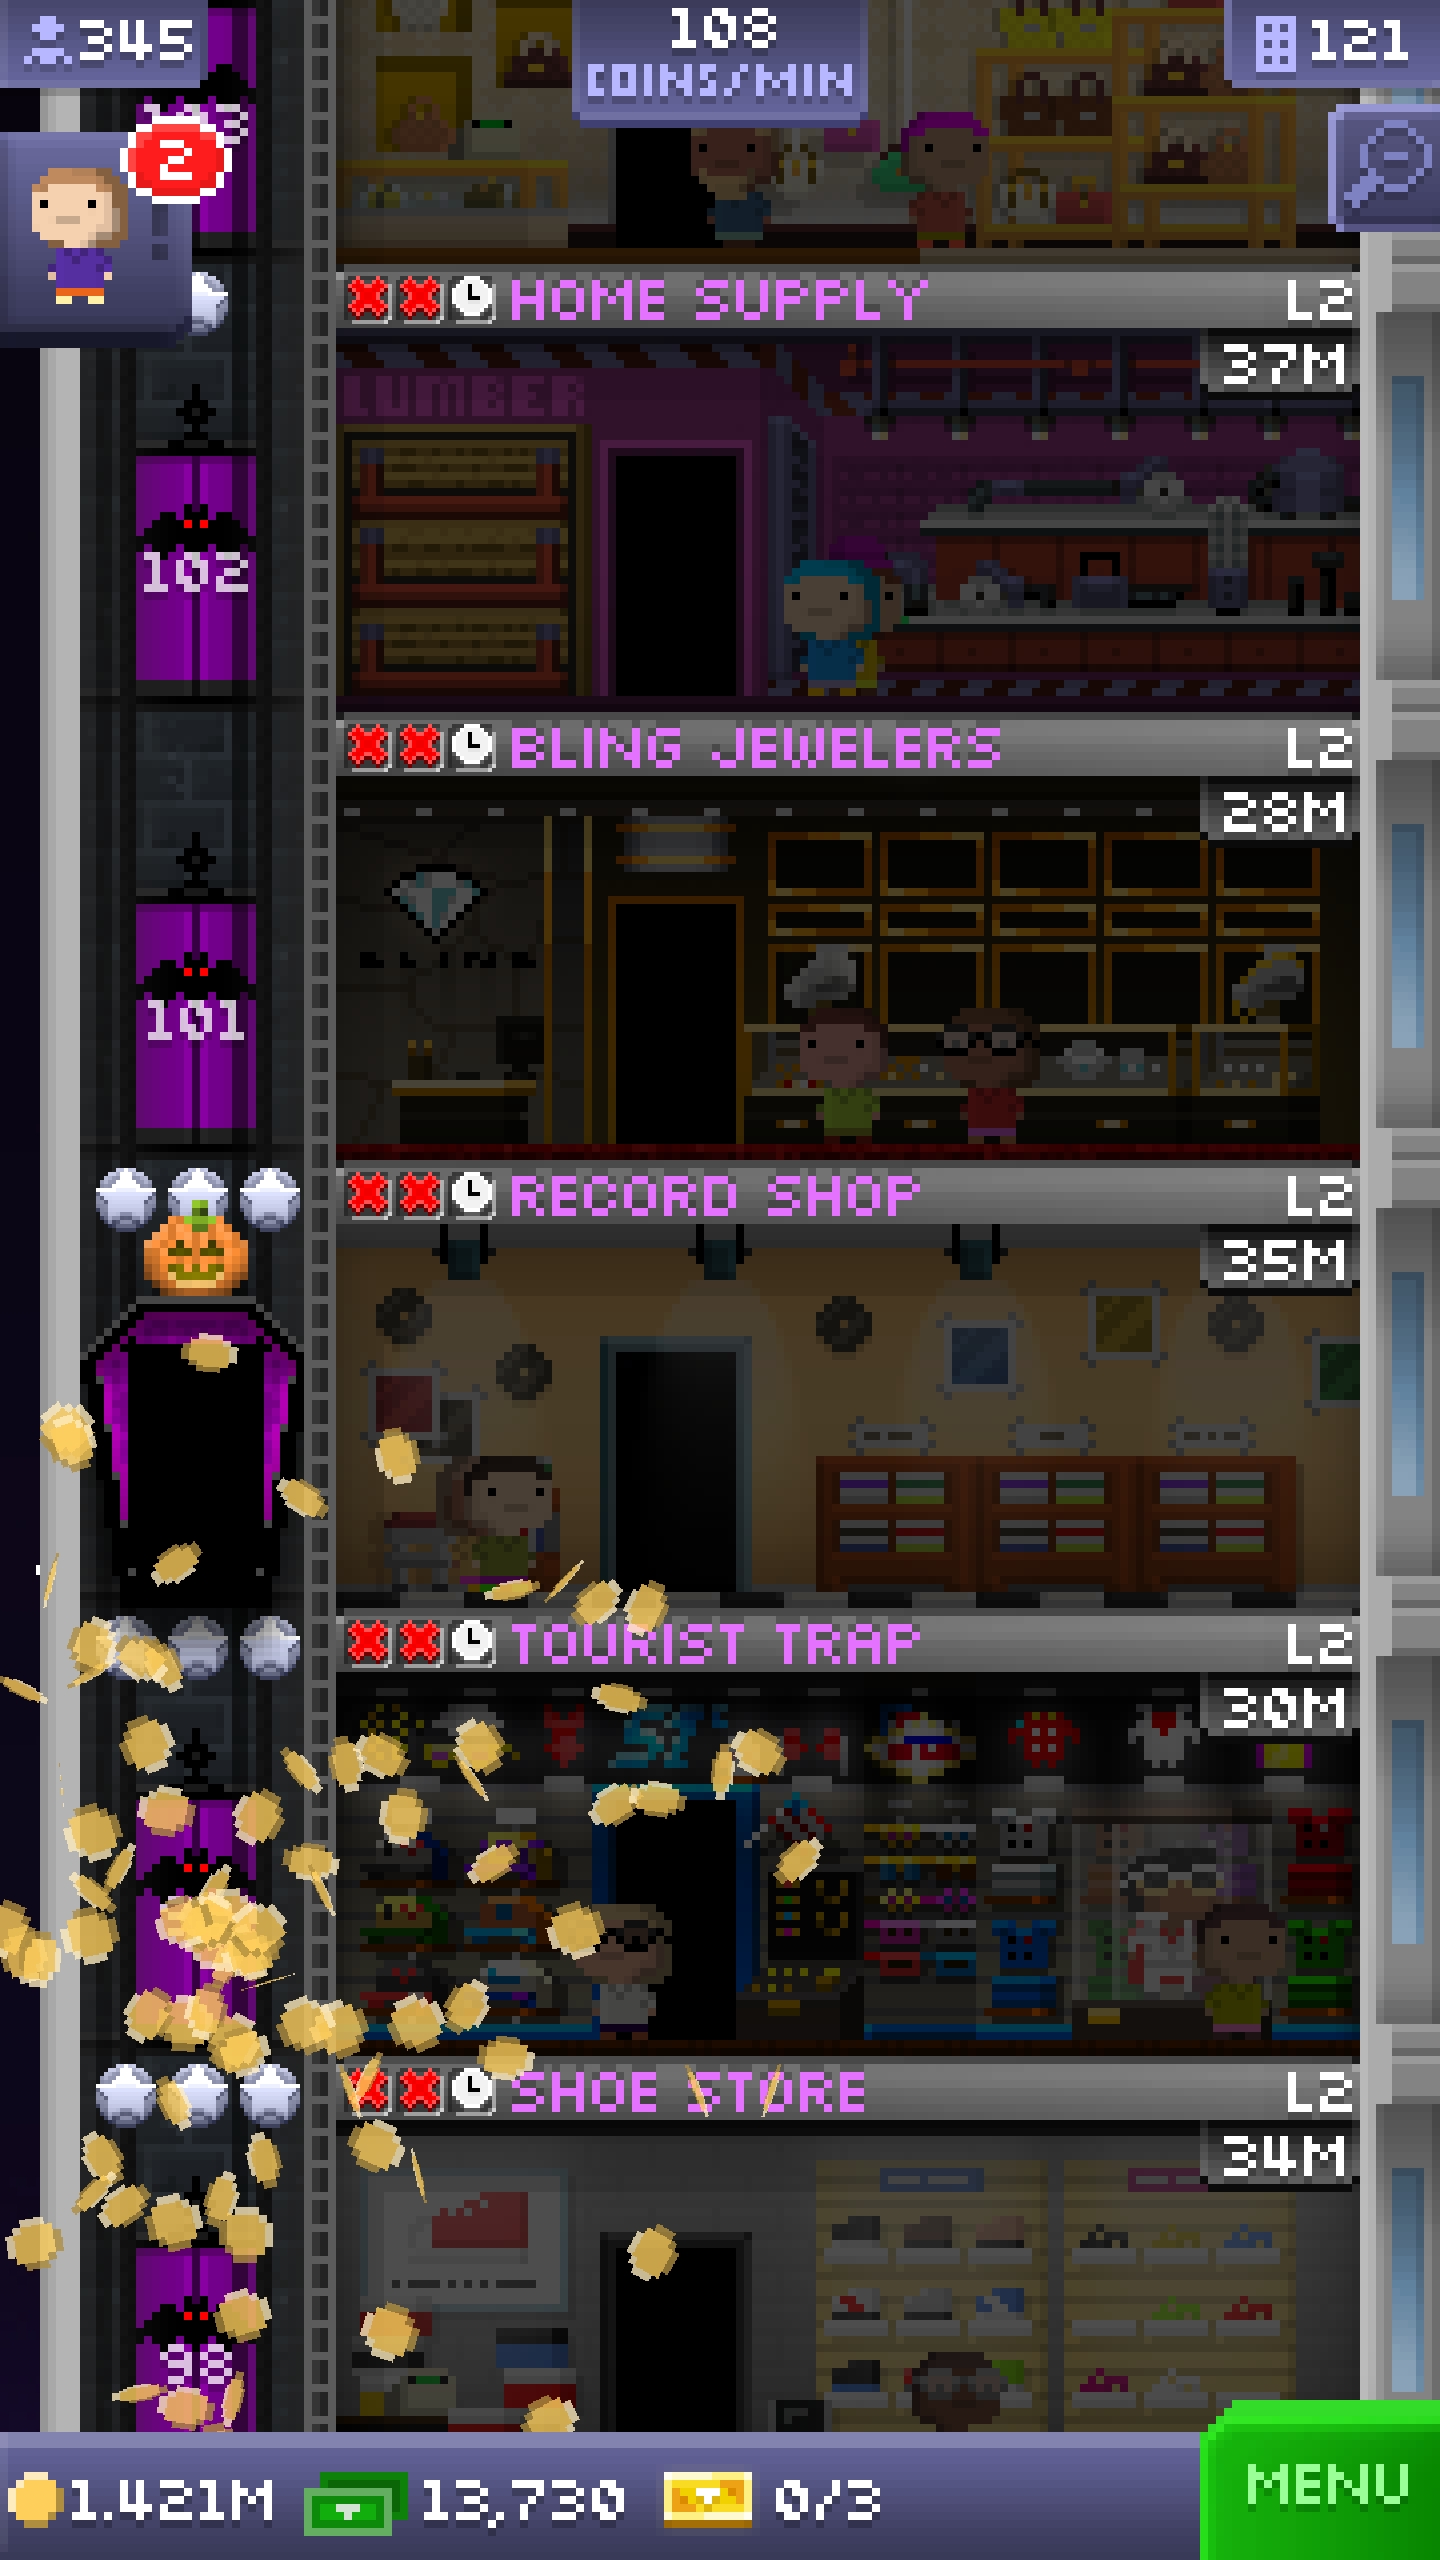 345
108
COINS/MIN
121
2
HOME SUPPLY
L2
37M
LUMBER
102
BLING JEWELERS
L2
28M
BLING
101
RECORD SHOP
L2
35M
TOURIST TRAP
L2
30M
SHOE STORE
L2
34M
98
1.421M
13,730
0/3
MENU